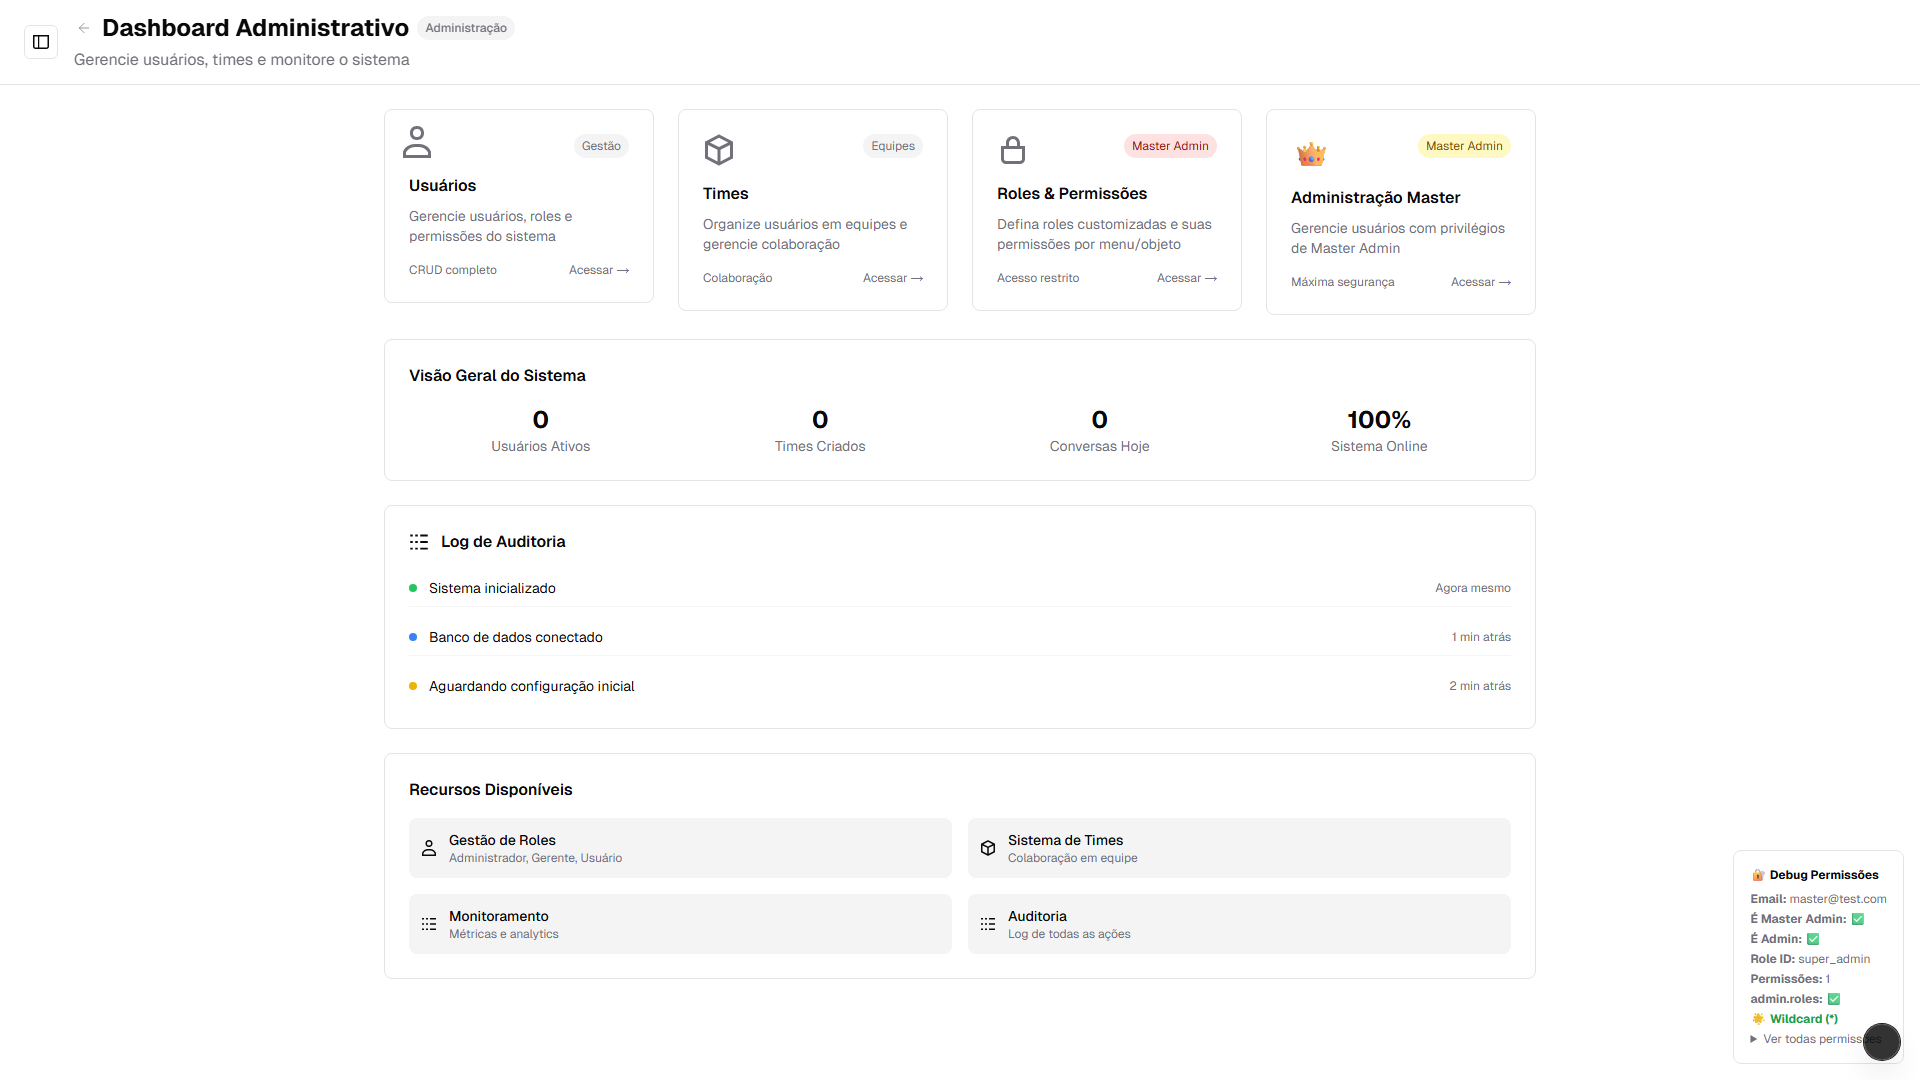 ← Dashboard Administrativo Administração
Gerencie usuários, times e monitore o sistema
Gestão
Usuários
Gerencie usuários, roles e
permissões do sistema
CRUD completo Acessar →
Equipes
Times
Organize usuários em equipes e
gerencie colaboração
Colaboração Acessar →
Master Admin
Roles & Permissões
Defina roles customizadas e suas
permissões por menu/objeto
Acesso restrito Acessar →
Master Admin
Administração Master
Gerencie usuários com privilégios
de Master Admin
Máxima segurança Acessar →
Visão Geral do Sistema
0 0 0 100%
Usuários Ativos Times Criados Conversas Hoje Sistema Online
Log de Auditoria
Sistema inicializado Agora mesmo
Banco de dados conectado 1 min atrás
Aguardando configuração inicial 2 min atrás
Recursos Disponíveis
Gestão de Roles
Administrador, Gerente, Usuário
Sistema de Times
Colaboração em equipe
Monitoramento
Métricas e analytics
Auditoria
Log de todas as ações
🔐 Debug Permissões
Email: master@test.com
É Master Admin: ✅
É Admin: ✅
Role ID: super_admin
Permissões: 1
admin.roles: ✅
🌟 Wildcard (*)
▶ Ver todas permissões